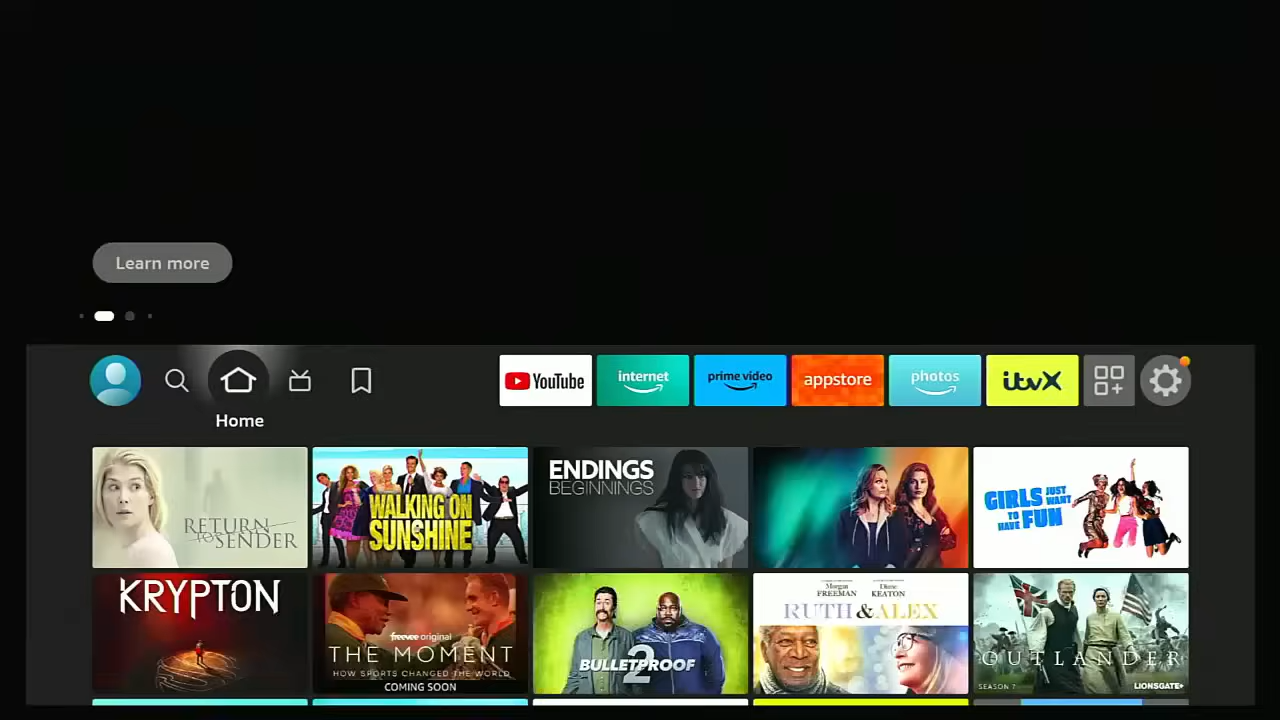 Learn more
YouTube
internet
prime video
appstore
photos
itvX
Home
RETURN
TO SENDER
WALKING ON
SUNSHINE
ENDINGS
BEGINNINGS
GIRLS JUST
WANT
TO HAVE
FUN
KRYPTON
freevee original
THE MOMENT
HOW SPORTS CHANGED THE WORLD
COMING SOON
BULLETPROOF
2
Morgan
FREEMAN
Diane
KEATON
RUTH & ALEX
OUTLANDER
SEASON 7
LIONSGATE+